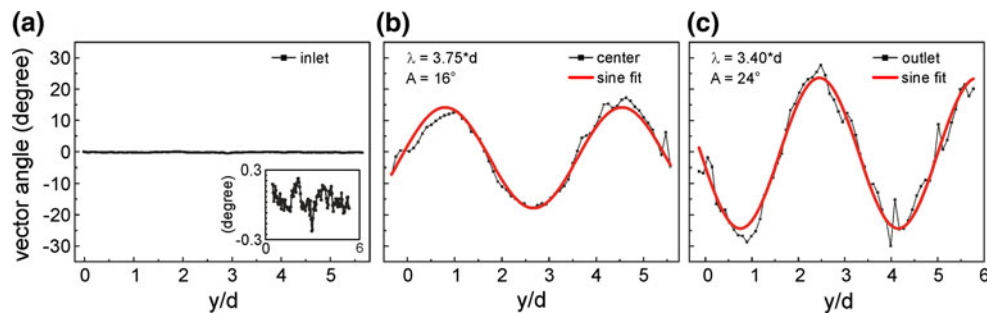 (a)
vector angle (degree)
30
20
10
0
-10
-20
-30
inlet
(degree)
0.3
-0.3
0
6
0
1
2
3
4
5
y/d
(b)
λ = 3.75*d
A = 16°
center
sine fit
0
1
2
3
4
5
y/d
(c)
λ = 3.40*d
A = 24°
outlet
sine fit
0
1
2
3
4
5
6
y/d